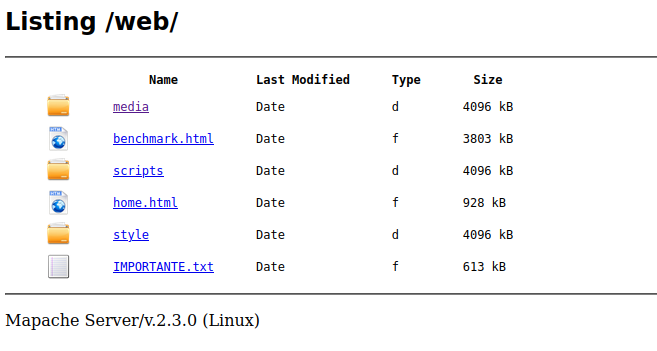 Listing /web/
Name Last Modified Type Size
media Date d 4096 kB
benchmark.html Date f 3803 kB
scripts Date d 4096 kB
home.html Date f 928 kB
style Date d 4096 kB
IMPORTANTE.txt Date f 613 kB
Mapache Server/v.2.3.0 (Linux)